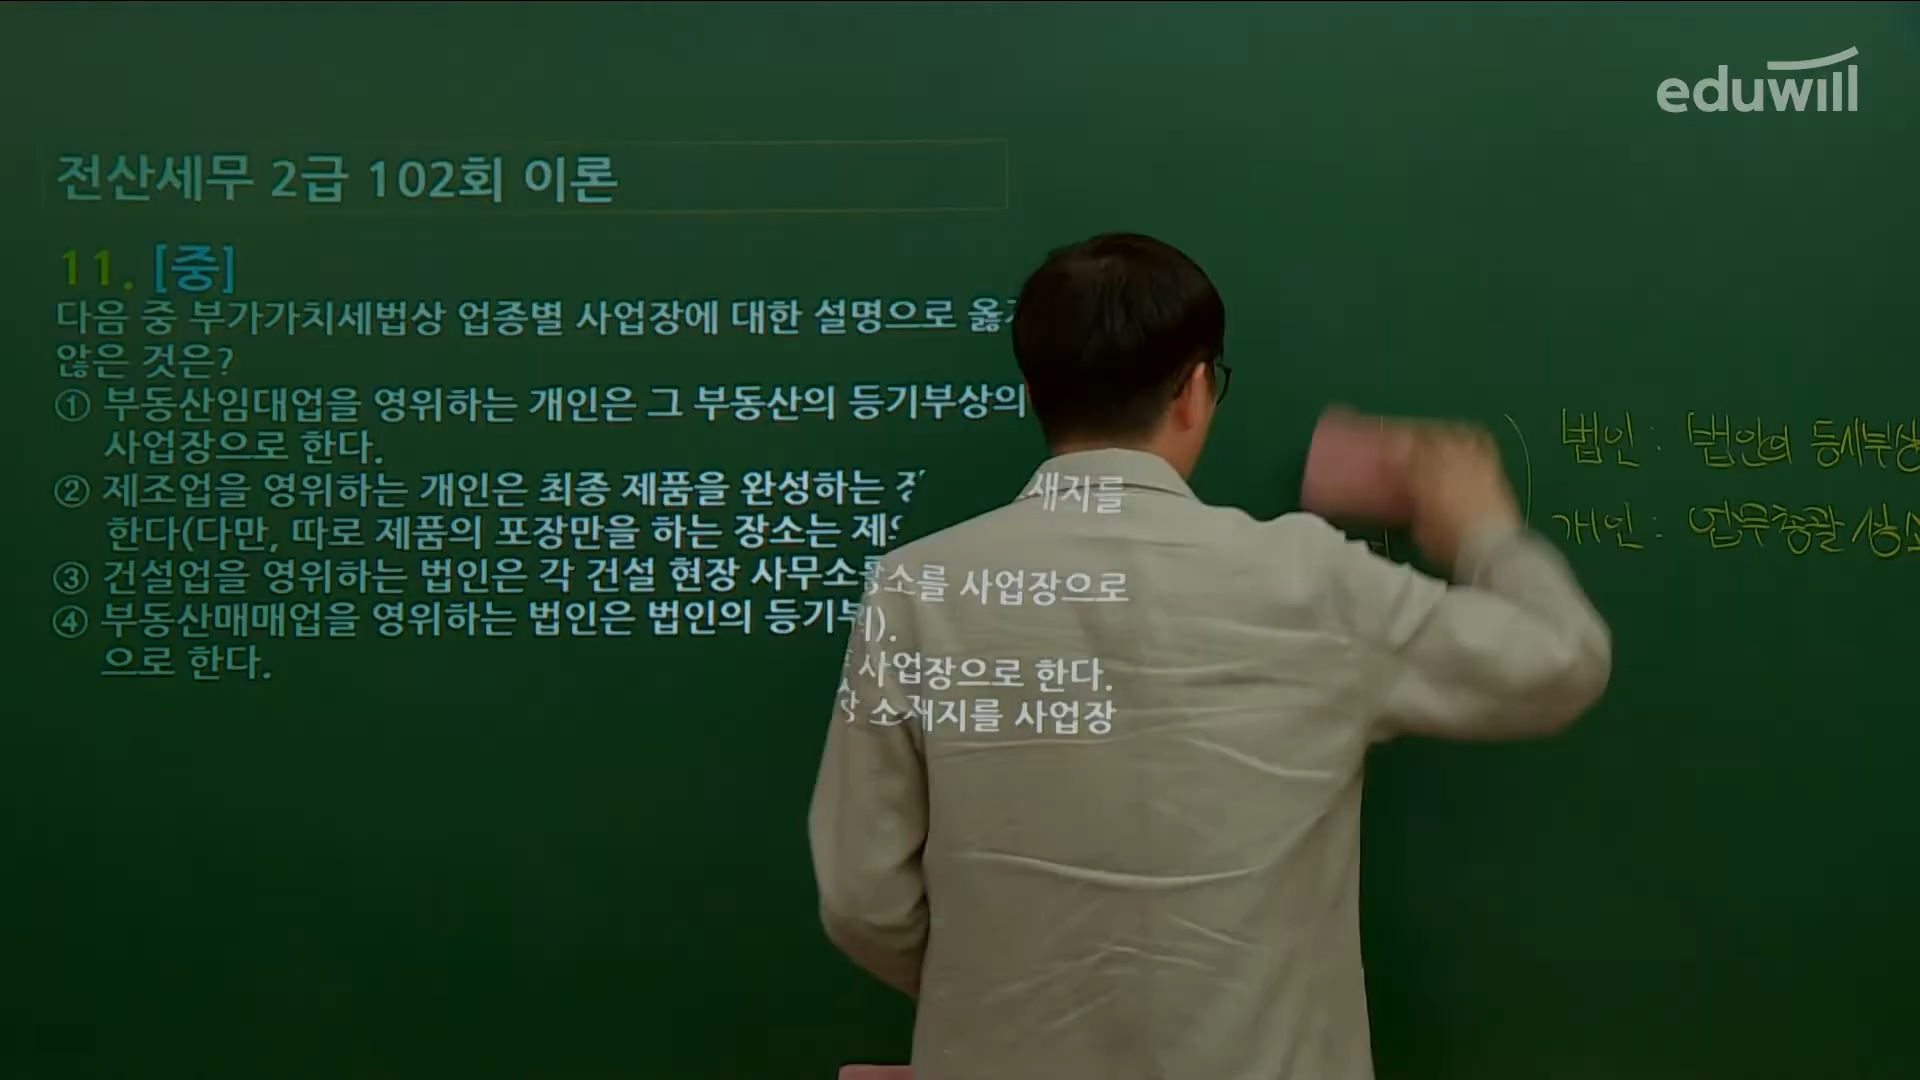 eduwill
전산세무 2급 102회 이론
11. [중]
다음 중 부가가치세법상 업종별 사업장에 대한 설명으로 옳
않은 것은?
① 부동산임대업을 영위하는 개인은 그 부동산의 등기부상의
재지를
사업장으로 한다.
② 제조업을 영위하는 개인은 최종 제품을 완성하는
장소를 사업장으로
한다(다만, 따로 제품의 포장만을 하는 장소는 제외
).
③ 건설업을 영위하는 법인은 각 건설 현장 사무소를
사업장으로 한다.
④ 부동산매매업을 영위하는 법인은 법인의 등기부
상 소재지를 사업장
으로 한다.
법인 : 법인의 등기부상
개인 : 업무총괄 장소